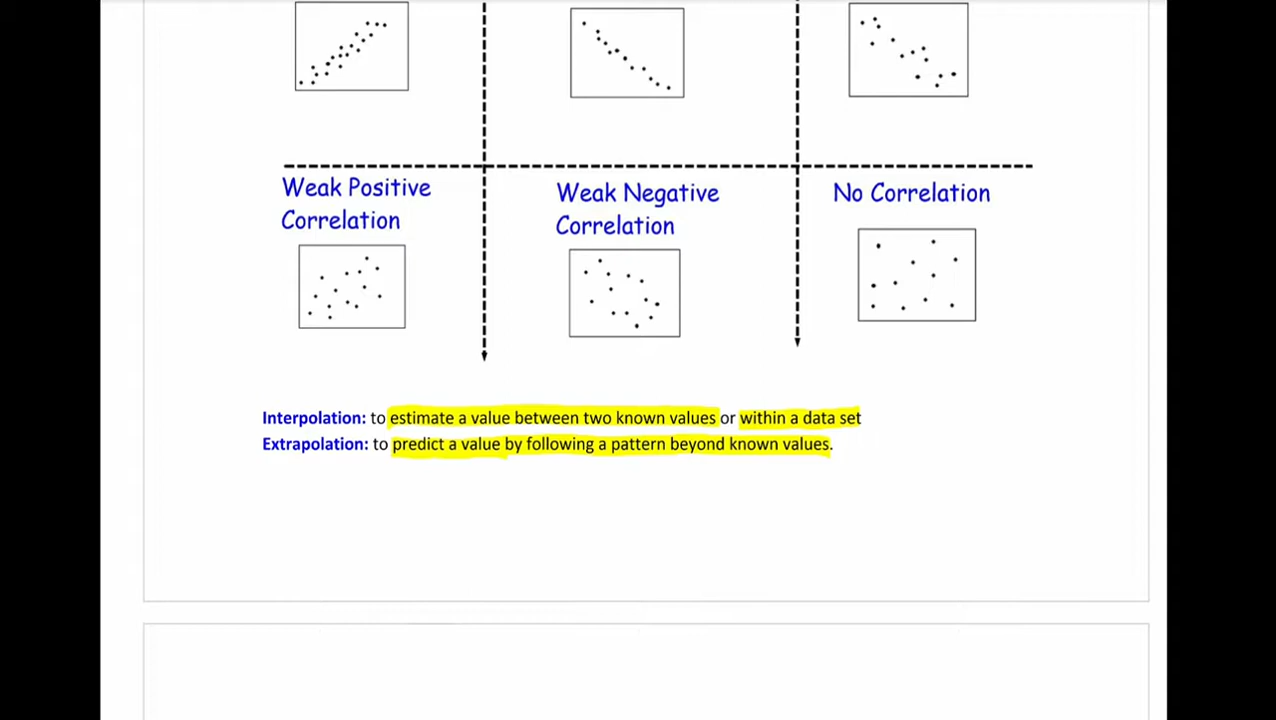 Weak Positive
Correlation
Weak Negative
Correlation
No Correlation
Interpolation: to estimate a value between two known values or within a data set
Extrapolation: to predict a value by following a pattern beyond known values.